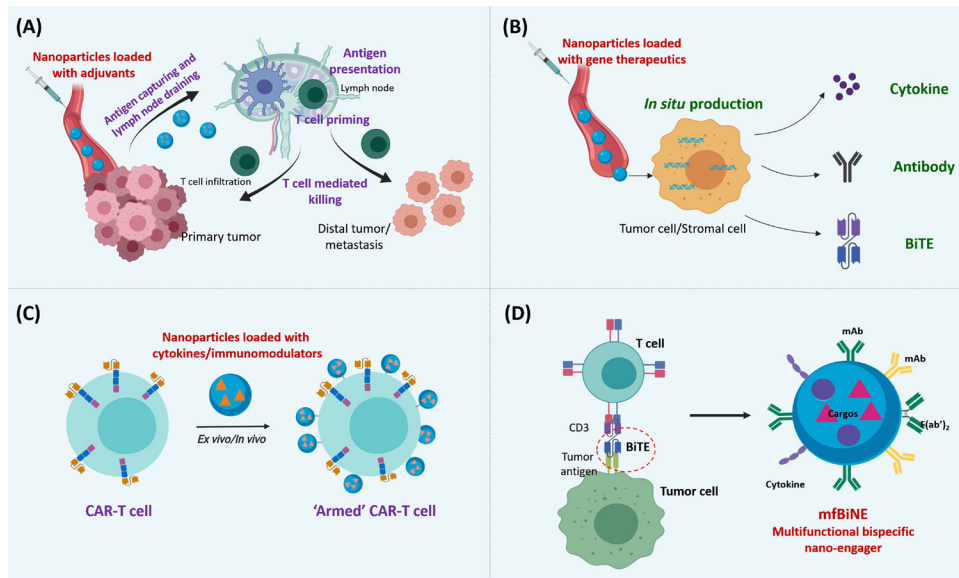 (A)
Nanoparticles loaded
with adjuvants
Antigen capturing and
lymph node draining
Antigen
presentation
Lymph node
T cell priming
T cell infiltration
T cell mediated
killing
Primary tumor
Distal tumor/
metastasis
(B)
Nanoparticles loaded
with gene therapeutics
In situ production
Tumor cell/Stromal cell
Cytokine
Antibody
BiTE
(C)
Nanoparticles loaded with
cytokines/immunomodulators
Ex vivo/In vivo
CAR-T cell
‘Armed’ CAR-T cell
(D)
T cell
CD3
BiTE
Tumor
antigen
Tumor cell
mAb
mAb
Cargos
F(ab’)2
Cytokine
mfBiNE
Multifunctional bispecific
nano-engager